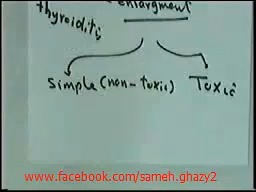 enlargment
thyroiditis
simple (non-toxic) Toxic
www.facebook.com/sameh.ghazy2